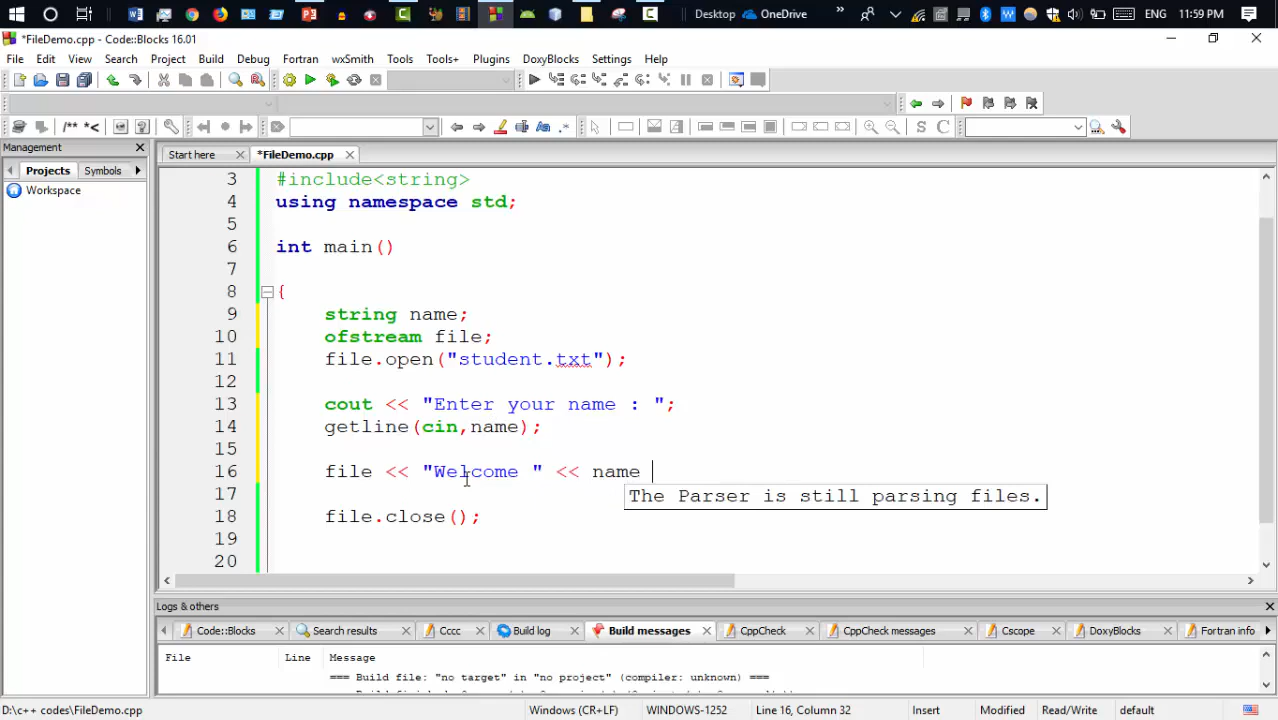 Desktop
OneDrive
ENG
11:59 PM
*FileDemo.cpp - Code::Blocks 16.01
File Edit View Search Project Build Debug Fortran wxSmith Tools Tools+ Plugins DoxyBlocks Settings Help
/** *<
S C
Management
Start here
*FileDemo.cpp
Projects
Symbols
Workspace
3 #include<string>
4 using namespace std;
5
6 int main()
7
8 {
9 string name;
10 ofstream file;
11 file.open("student.txt");
12
13 cout << "Enter your name : ";
14 getline(cin,name);
15
16 file << "Welcome " << name
The Parser is still parsing files.
17
18 file.close();
19
20
Logs & others
Code::Blocks Search results Cccc Build log Build messages CppCheck CppCheck messages Cscope DoxyBlocks Fortran info
File Line Message
=== Build file: "no target" in "no project" (compiler: unknown) ===
D:\c++ codes\FileDemo.cpp Windows (CR+LF) WINDOWS-1252 Line 16, Column 32 Insert Modified Read/Write default